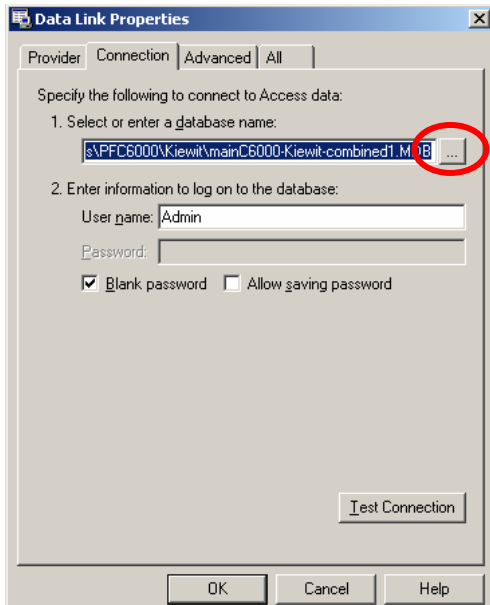 Data Link Properties
Provider Connection Advanced All
Specify the following to connect to Access data:
1. Select or enter a database name:
s\PFC6000\Kiewit\mainC6000-Kiewit-combined1.MDB ...
2. Enter information to log on to the database:
User name: Admin
Password:
Blank password Allow saving password
Test Connection
OK Cancel Help